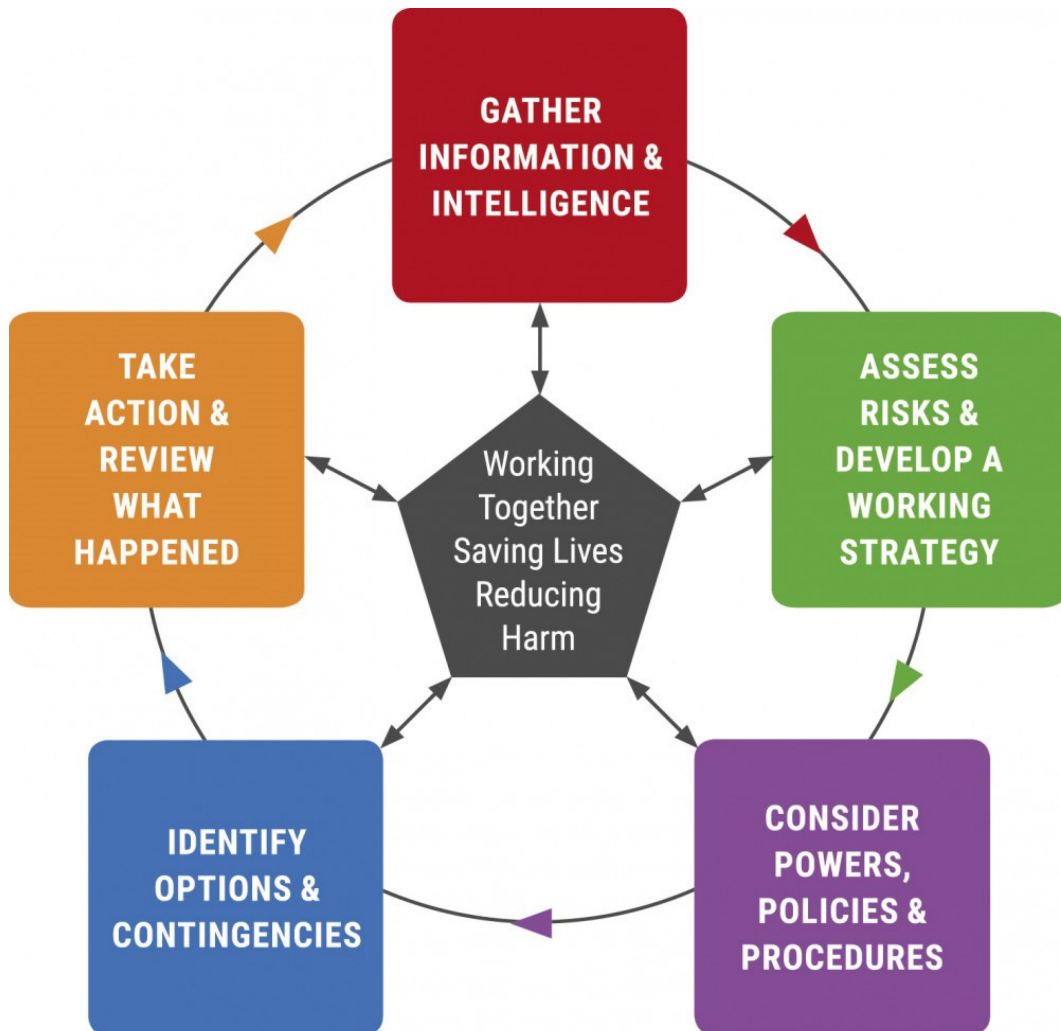 GATHER
INFORMATION &
INTELLIGENCE
ASSESS
RISKS &
DEVELOP A
WORKING
STRATEGY
CONSIDER
POWERS,
POLICIES &
PROCEDURES
IDENTIFY
OPTIONS &
CONTINGENCIES
TAKE
ACTION &
REVIEW
WHAT
HAPPENED
Working
Together
Saving Lives
Reducing
Harm